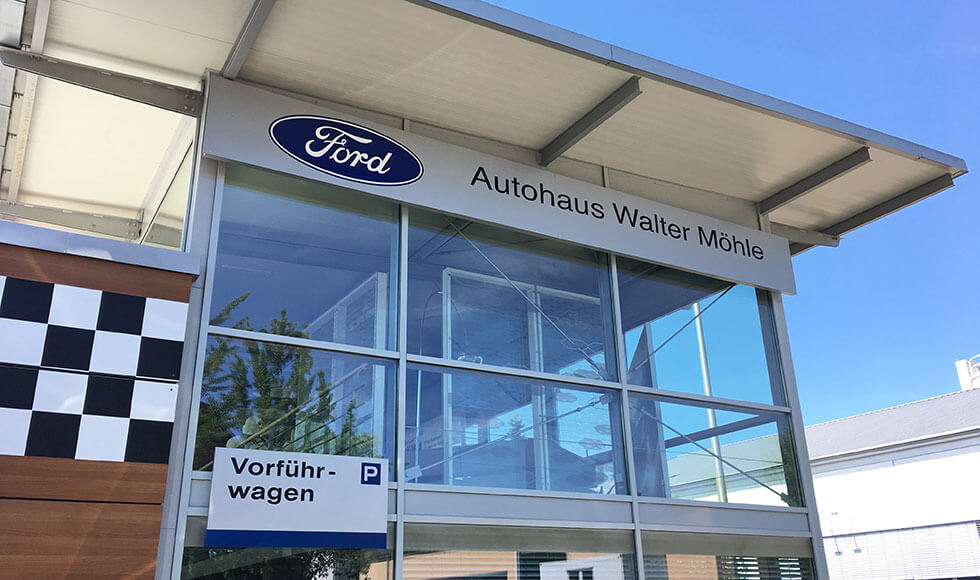 Ford
Autohaus Walter Möhle
Vorführ-
wagen
P